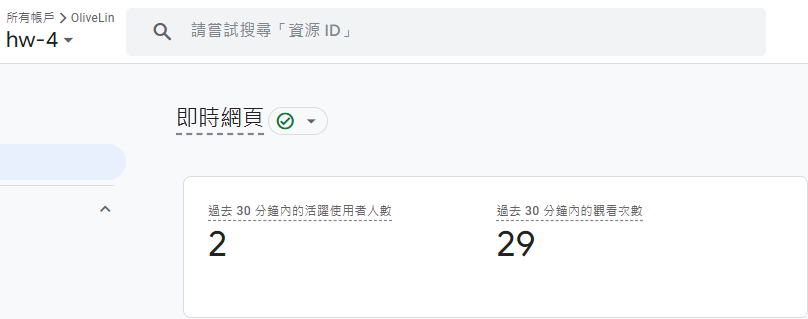 所有帳戶 > OliveLin
hw-4
請嘗試搜尋「資源 ID」
即時網頁
過去 30 分鐘內的活躍使用者人數
2
過去 30 分鐘內的觀看次數
29